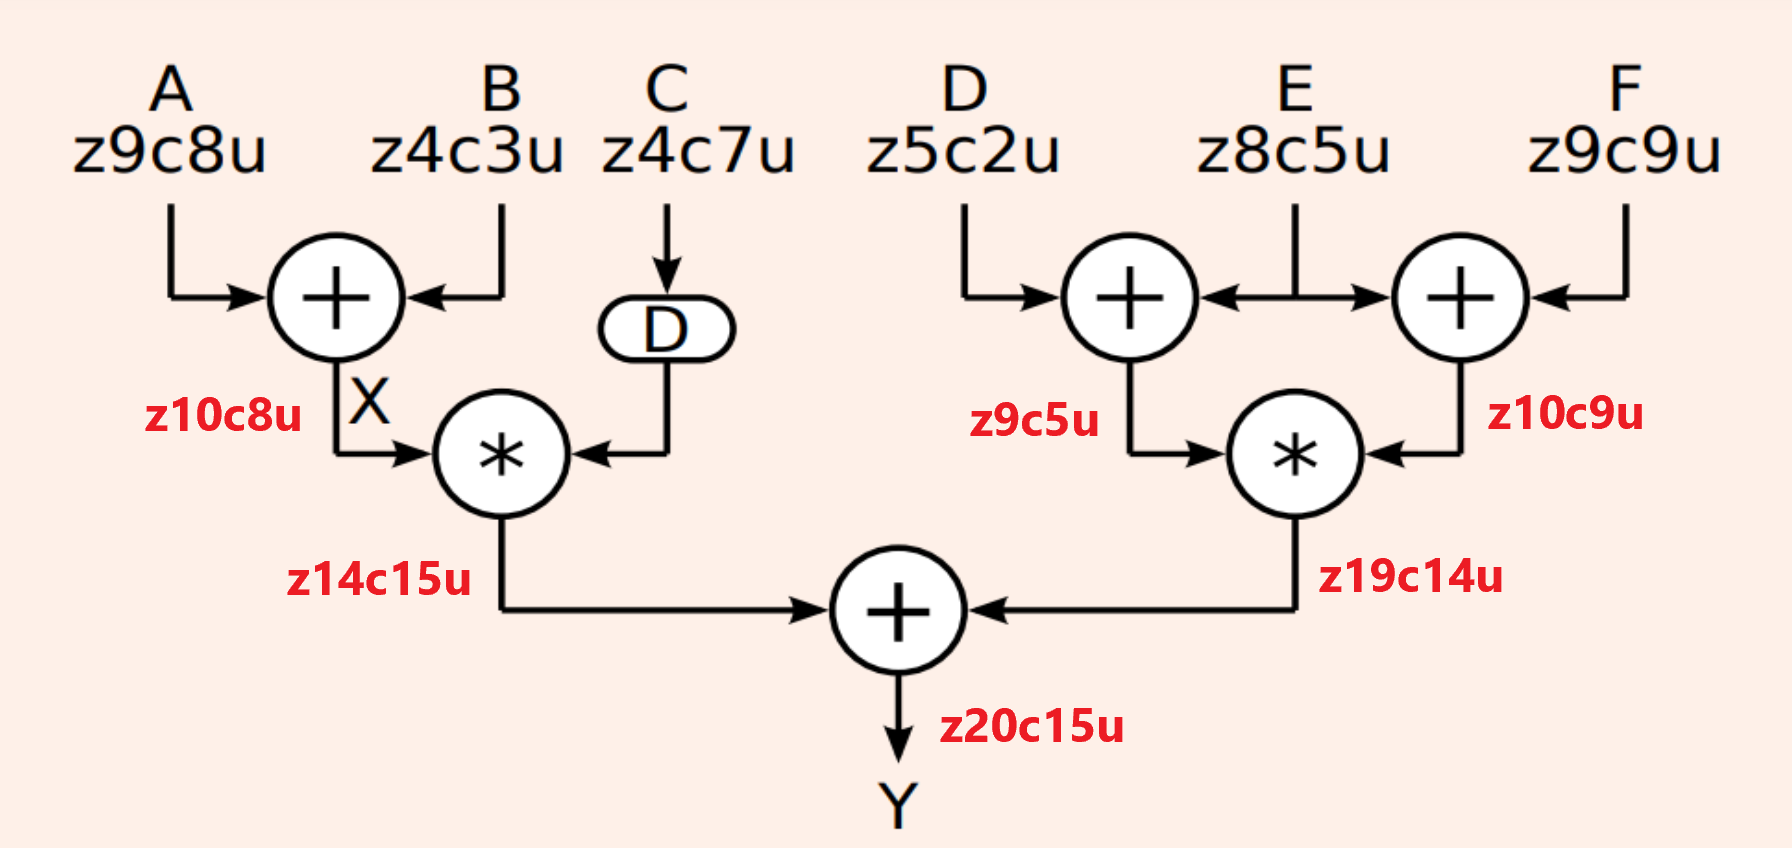 A B C D E F
z9c8u z4c3u z4c7u z5c2u z8c5u z9c9u
+ + +
D
X
z10c8u z9c5u z10c9u
* *
z14c15u z19c14u
+
z20c15u
Y